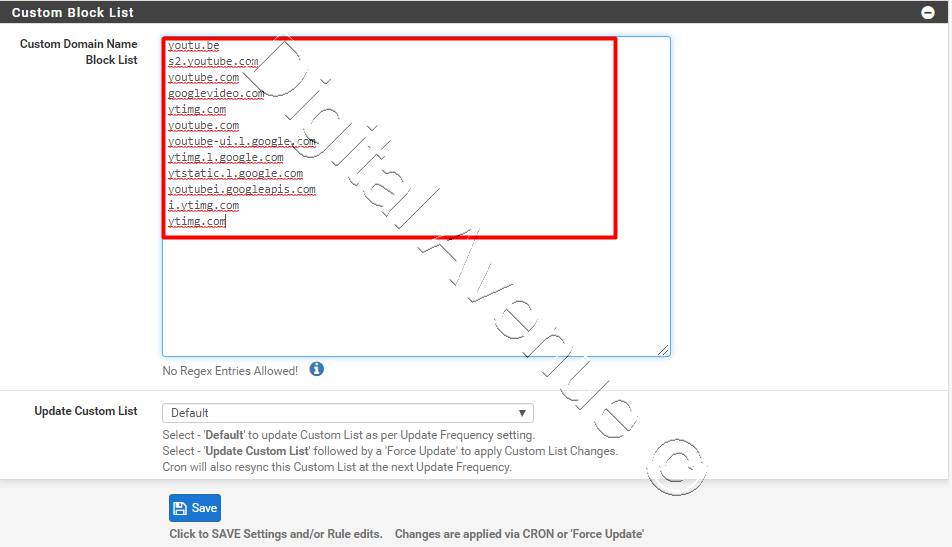 Custom Block List
Custom Domain Name
Block List
youtu.be
s2.youtube.com
youtube.com
googlevideo.com
ytimg.com
youtube.com
youtube-ui.l.google.com
ytimg.l.google.com
ytstatic.l.google.com
youtubei.googleapis.com
i.ytimg.com
ytimg.com
No Regex Entries Allowed!
Update Custom List
Default
Select - 'Default' to update Custom List as per Update Frequency setting.
Select - 'Update Custom List' followed by a 'Force Update' to apply Custom List Changes.
Cron will also resync this Custom List at the next Update Frequency.
Save
Click to SAVE Settings and/or Rule edits. Changes are applied via CRON or 'Force Update'
Digital Avenue ©